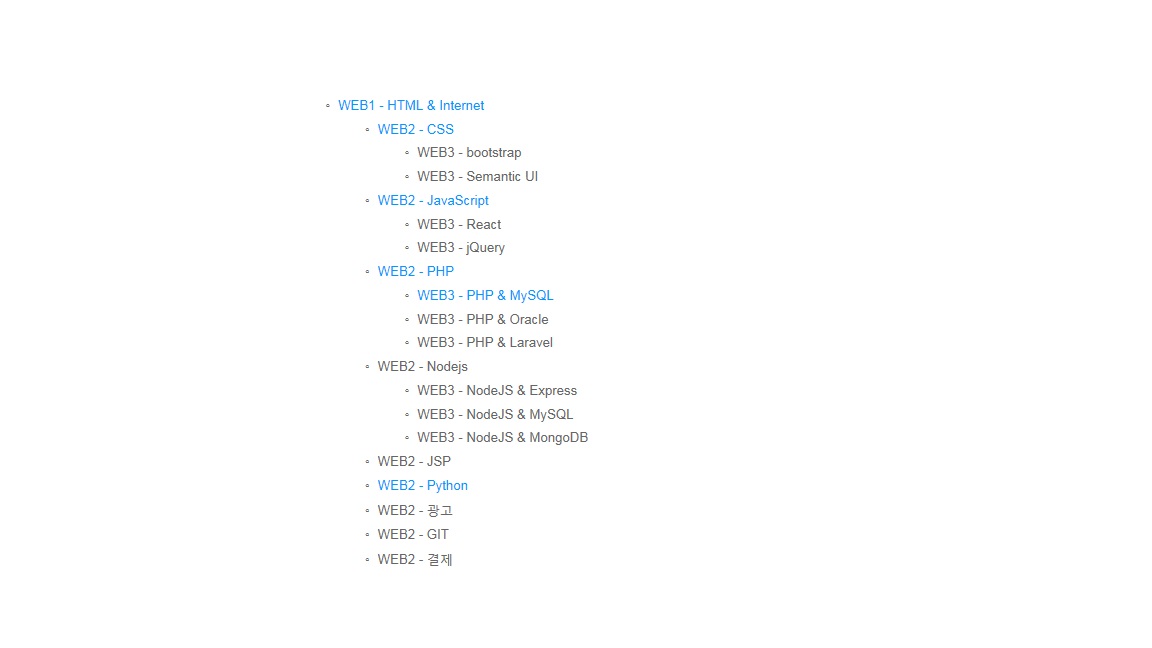 WEB1 - HTML & Internet
WEB2 - CSS
WEB3 - bootstrap
WEB3 - Semantic UI
WEB2 - JavaScript
WEB3 - React
WEB3 - jQuery
WEB2 - PHP
WEB3 - PHP & MySQL
WEB3 - PHP & Oracle
WEB3 - PHP & Laravel
WEB2 - Nodejs
WEB3 - NodeJS & Express
WEB3 - NodeJS & MySQL
WEB3 - NodeJS & MongoDB
WEB2 - JSP
WEB2 - Python
WEB2 - 광고
WEB2 - GIT
WEB2 - 결제